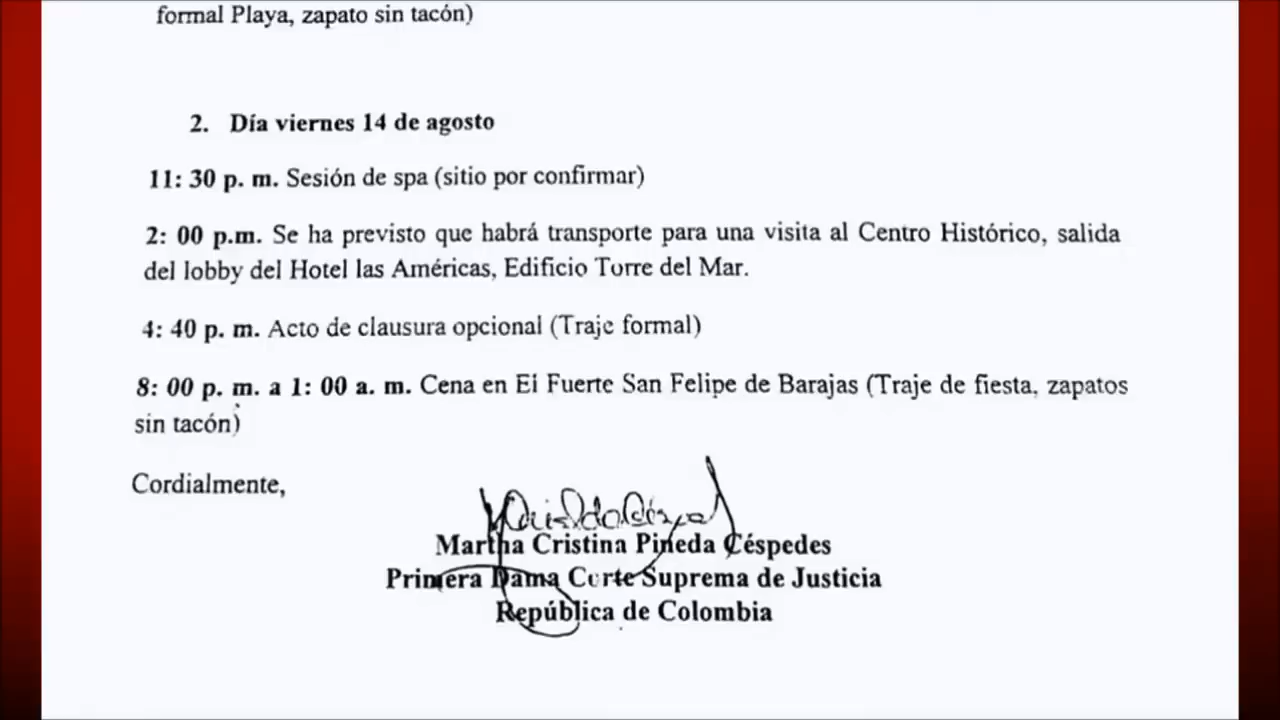 formal Playa, zapato sin tacón)
2. Día viernes 14 de agosto
11: 30 p. m. Sesión de spa (sitio por confirmar)
2: 00 p.m. Se ha previsto que habrá transporte para una visita al Centro Histórico, salida
del lobby del Hotel las Américas, Edificio Torre del Mar.
4: 40 p. m. Acto de clausura opcional (Traje formal)
8: 00 p. m. a 1: 00 a. m. Cena en El Fuerte San Felipe de Barajas (Traje de fiesta, zapatos
sin tacón)
Cordialmente,
Martha Cristina Pineda Céspedes
Primera Dama Corte Suprema de Justicia
República de Colombia